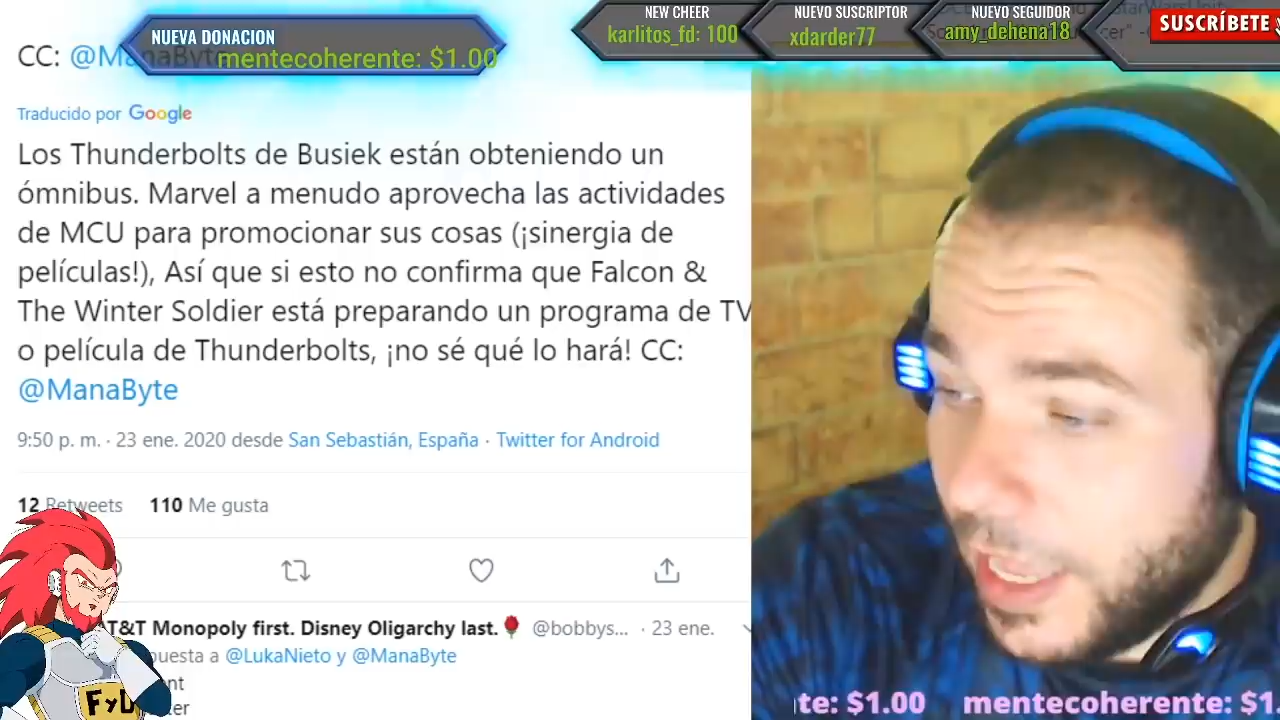 NUEVA DONACION
mentecoherente: $1.00
NEW CHEER
karlitos_fd: 100
NUEVO SUSCRIPTOR
xdarder77
NUEVO SEGUIDOR
amy_dehena18
SUSCRÍBETE
CC: @ManaByte
Traducido por Google
Los Thunderbolts de Busiek están obteniendo un
ómnibus. Marvel a menudo aprovecha las actividades
de MCU para promocionar sus cosas (¡sinergia de
películas!), Así que si esto no confirma que Falcon &
The Winter Soldier está preparando un programa de TV
o película de Thunderbolts, ¡no sé qué lo hará! CC:
@ManaByte
9:50 p. m. · 23 ene. 2020 desde San Sebastián, España · Twitter for Android
12 Retweets 110 Me gusta
T&T Monopoly first. Disney Oligarchy last. @bobbys... · 23 ene.
puesta a @LukaNieto y @ManaByte
nt
ter
FyD
te: $1.00 mentecoherente: $1.